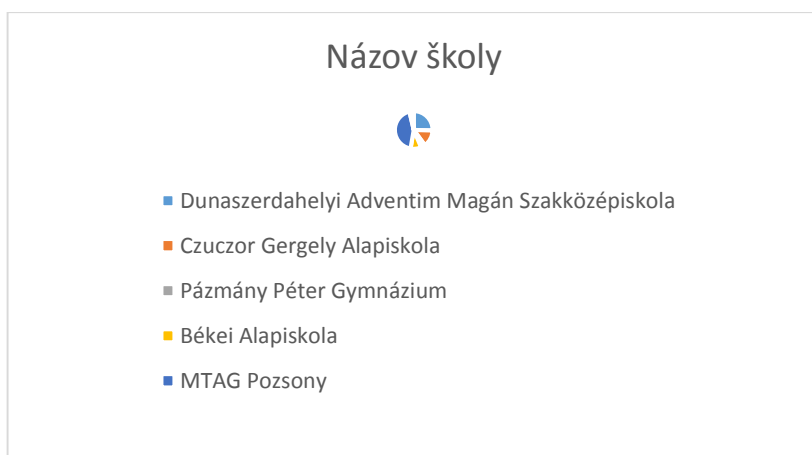 Názov školy
Dunaszerdahelyi Adventim Magán Szakközépiskola
Czuczor Gergely Alapiskola
Pázmány Péter Gymnázium
Békei Alapiskola
MTAG Pozsony